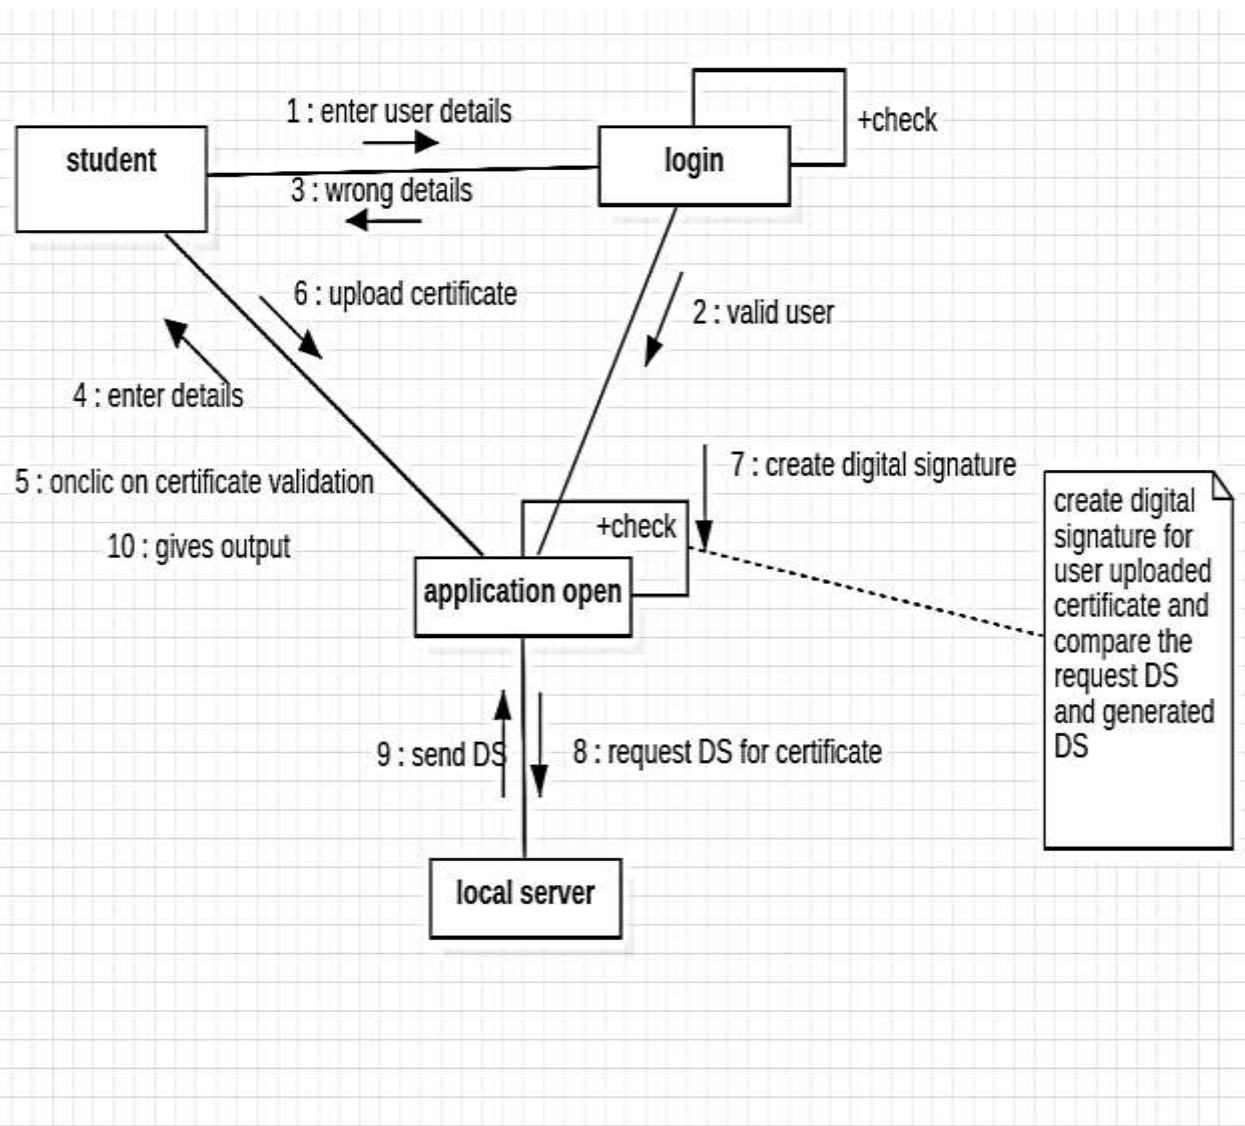 1 : enter user details
+check
student
login
3 : wrong details
6 : upload certificate
2 : valid user
4 : enter details
7 : create digital signature
5 : onclic on certificate validation
create digital
signature for
user uploaded
certificate and
compare the
request DS
and generated
DS
+check
10 : gives output
application open
9 : send DS
8 : request DS for certificate
local server